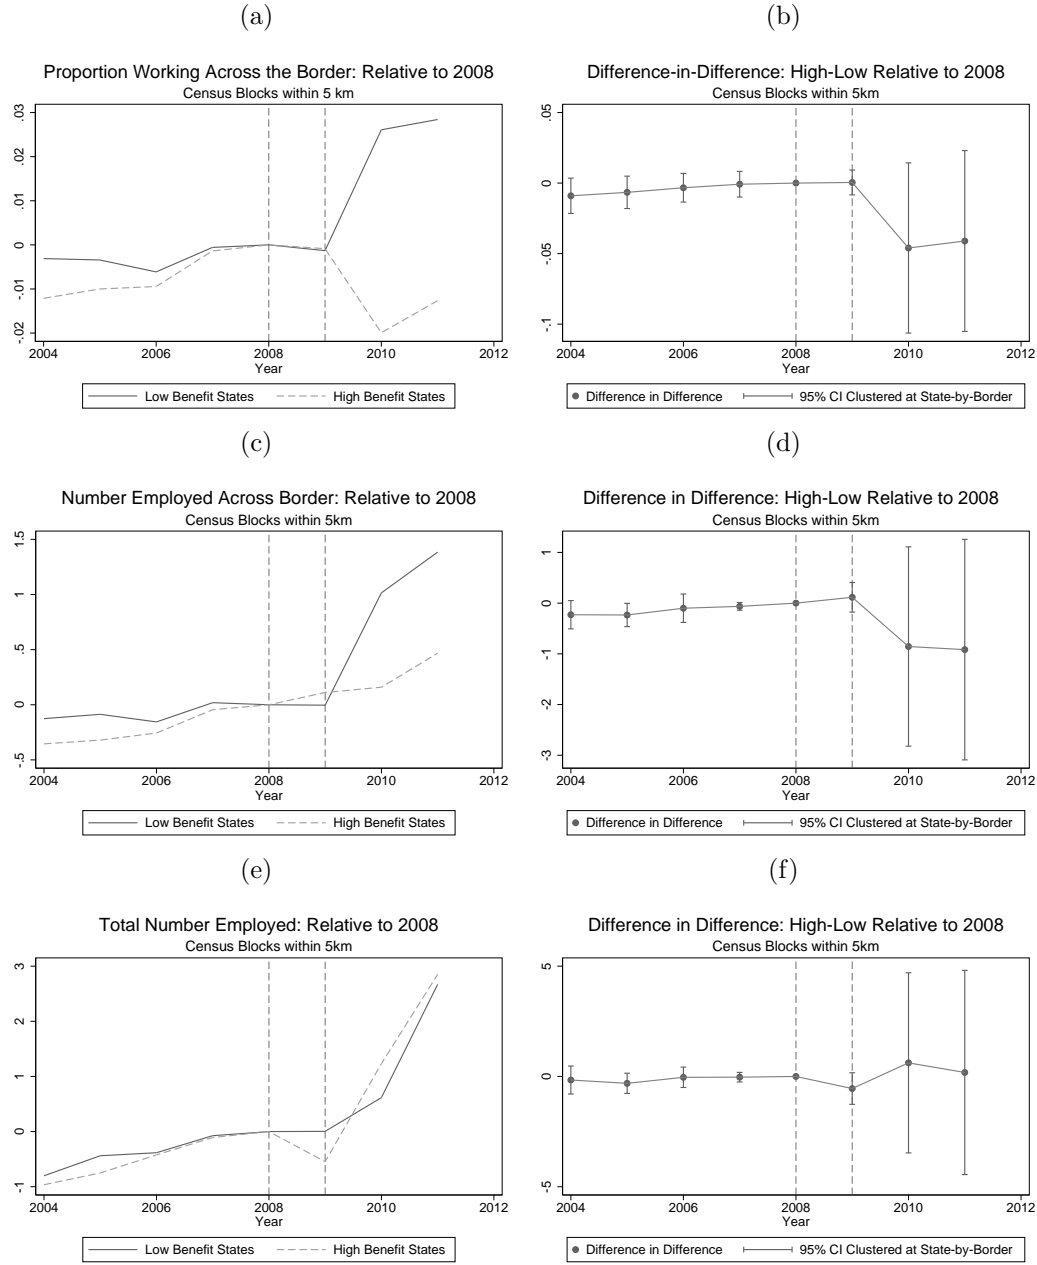 (a)
Proportion Working Across the Border: Relative to 2008
Census Blocks within 5 km
.03
.02
.01
0
-.01
-.02
2004 2006 2008 2010 2012
Year
Low Benefit States High Benefit States
(b)
Difference-in-Difference: High-Low Relative to 2008
Census Blocks within 5km
.05
0
-.05
-.1
2004 2006 2008 2010 2012
Year
Difference in Difference 95% CI Clustered at State-by-Border
(c)
Number Employed Across Border: Relative to 2008
Census Blocks within 5km
1.5
1
.5
0
-.5
2004 2006 2008 2010 2012
Year
Low Benefit States High Benefit States
(d)
Difference in Difference: High-Low Relative to 2008
Census Blocks within 5km
1
0
-1
-2
-3
2004 2006 2008 2010 2012
Year
Difference in Difference 95% CI Clustered at State-by-Border
(e)
Total Number Employed: Relative to 2008
Census Blocks within 5km
3
2
1
0
-1
2004 2006 2008 2010 2012
Year
Low Benefit States High Benefit States
(f)
Difference in Difference: High-Low Relative to 2008
Census Blocks within 5km
5
0
-5
2004 2006 2008 2010 2012
Year
Difference in Difference 95% CI Clustered at State-by-Border